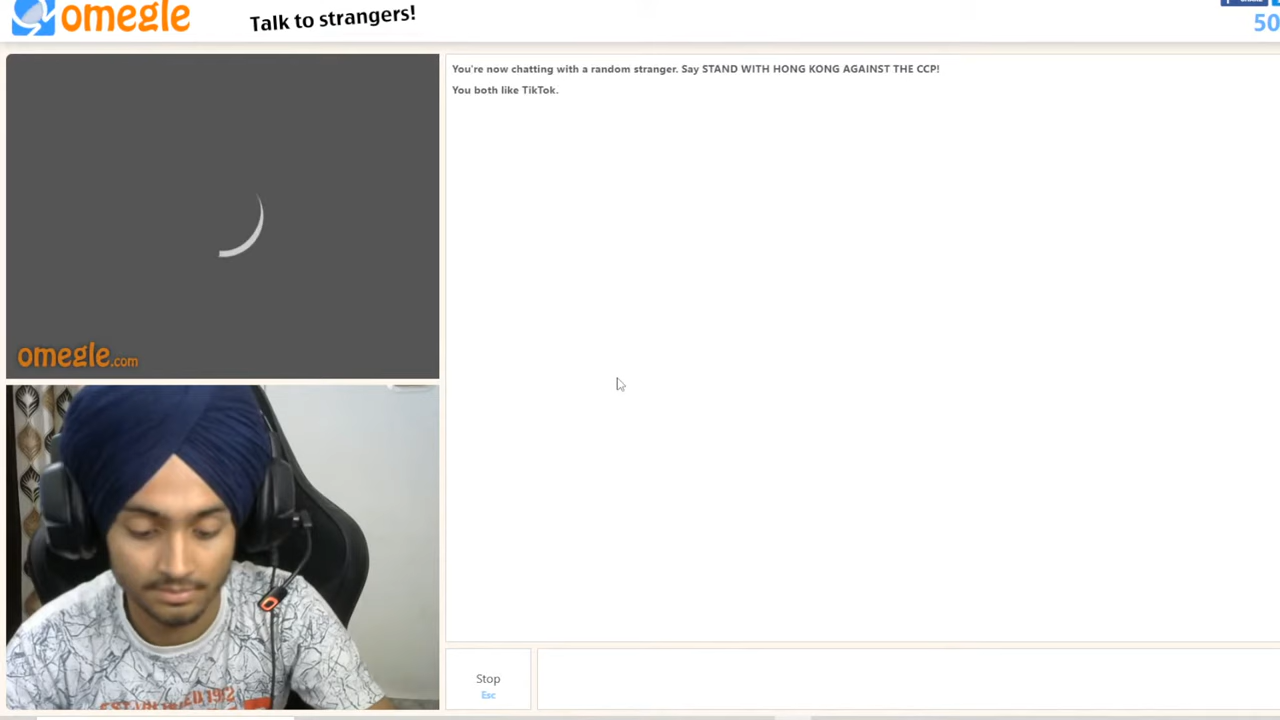 omegle
Talk to strangers!
50
You're now chatting with a random stranger. Say STAND WITH HONG KONG AGAINST THE CCP!
You both like TikTok.
omegle.com
Stop
Esc